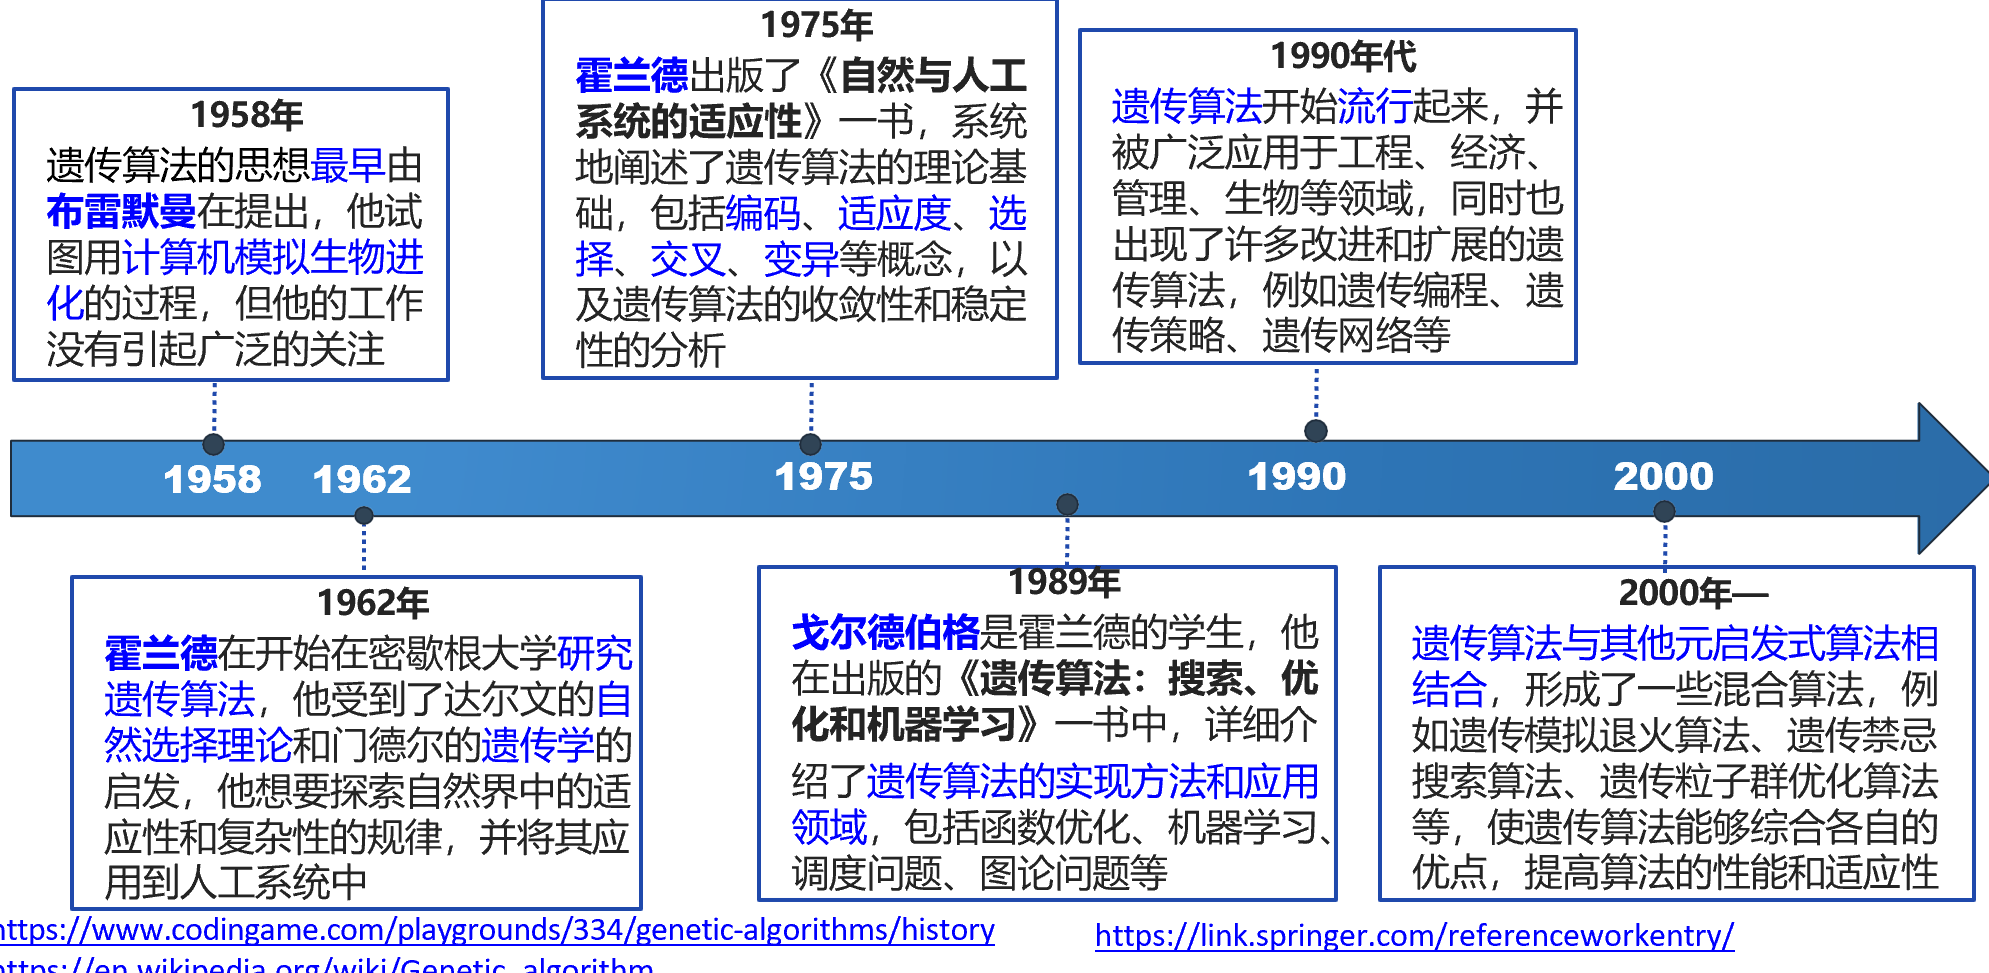 1958年
遗传算法的思想最早由
布雷默曼在提出，他试
图用计算机模拟生物进
化的过程，但他的工作
没有引起广泛的关注
1975年
霍兰德出版了《自然与人工
系统的适应性》一书，系统
地阐述了遗传算法的理论基
础，包括编码、适应度、选
择、交叉、变异等概念，以
及遗传算法的收敛性和稳定
性的分析
1990年代
遗传算法开始流行起来，并
被广泛应用于工程、经济、
管理、生物等领域，同时也
出现了许多改进和扩展的遗
传算法，例如遗传编程、遗
传策略、遗传网络等
1958
1962
1975
1990
2000
1962年
霍兰德在开始在密歇根大学研究
遗传算法，他受到了达尔文的自
然选择理论和门德尔的遗传学的
启发，他想要探索自然界中的适
应性和复杂性的规律，并将其应
用到人工系统中
1989年
戈尔德伯格是霍兰德的学生，他
在出版的《遗传算法：搜索、优
化和机器学习》一书中，详细介
绍了遗传算法的实现方法和应用
领域，包括函数优化、机器学习、
调度问题、图论问题等
2000年—
遗传算法与其他元启发式算法相
结合，形成了一些混合算法，例
如遗传模拟退火算法、遗传禁忌
搜索算法、遗传粒子群优化算法
等，使遗传算法能够综合各自的
优点，提高算法的性能和适应性
https://www.codingame.com/playgrounds/334/genetic-algorithms/history
https://link.springer.com/referenceworkentry/
https://en.wikipedia.org/wiki/Genetic_algorithm